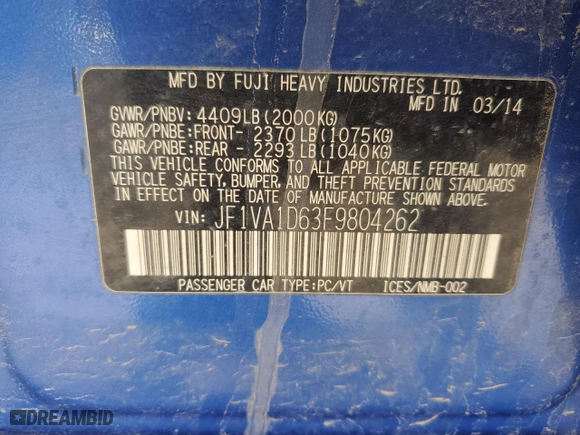 MFD BY FUJI HEAVY INDUSTRIES LTD.
MFD IN 03/14
GVWR/PNBV: 4409LB(2000KG)
GAWR/PNBE:FRONT- 2370LB(1075KG)
GAWR/PNBE:REAR - 2293LB(1040KG)
THIS VEHICLE CONFORMS TO ALL APPLICABLE FEDERAL MOTOR
VEHICLE SAFETY, BUMPER, AND THEFT PREVENTION STANDARDS
IN EFFECT ON THE DATE OF MANUFACTURE SHOWN ABOVE.
VIN: JF1VA1D63F9804262
PASSENGER CAR TYPE:PC/VT ICES/NMB-002
DREAMBID